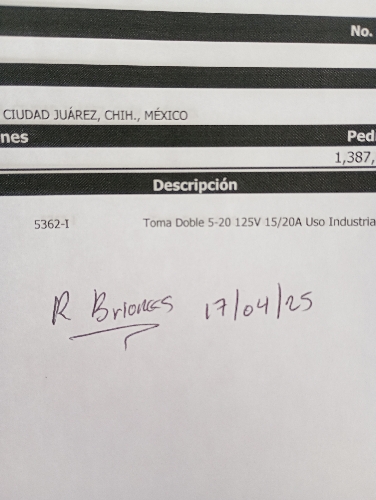 No.
CIUDAD JUÁREZ, CHIH., MÉXICO
nes Ped.
1,387,
Descripción
5362-I Toma Doble 5-20 125V 15/20A Uso Industria
R Briones 17/04/25